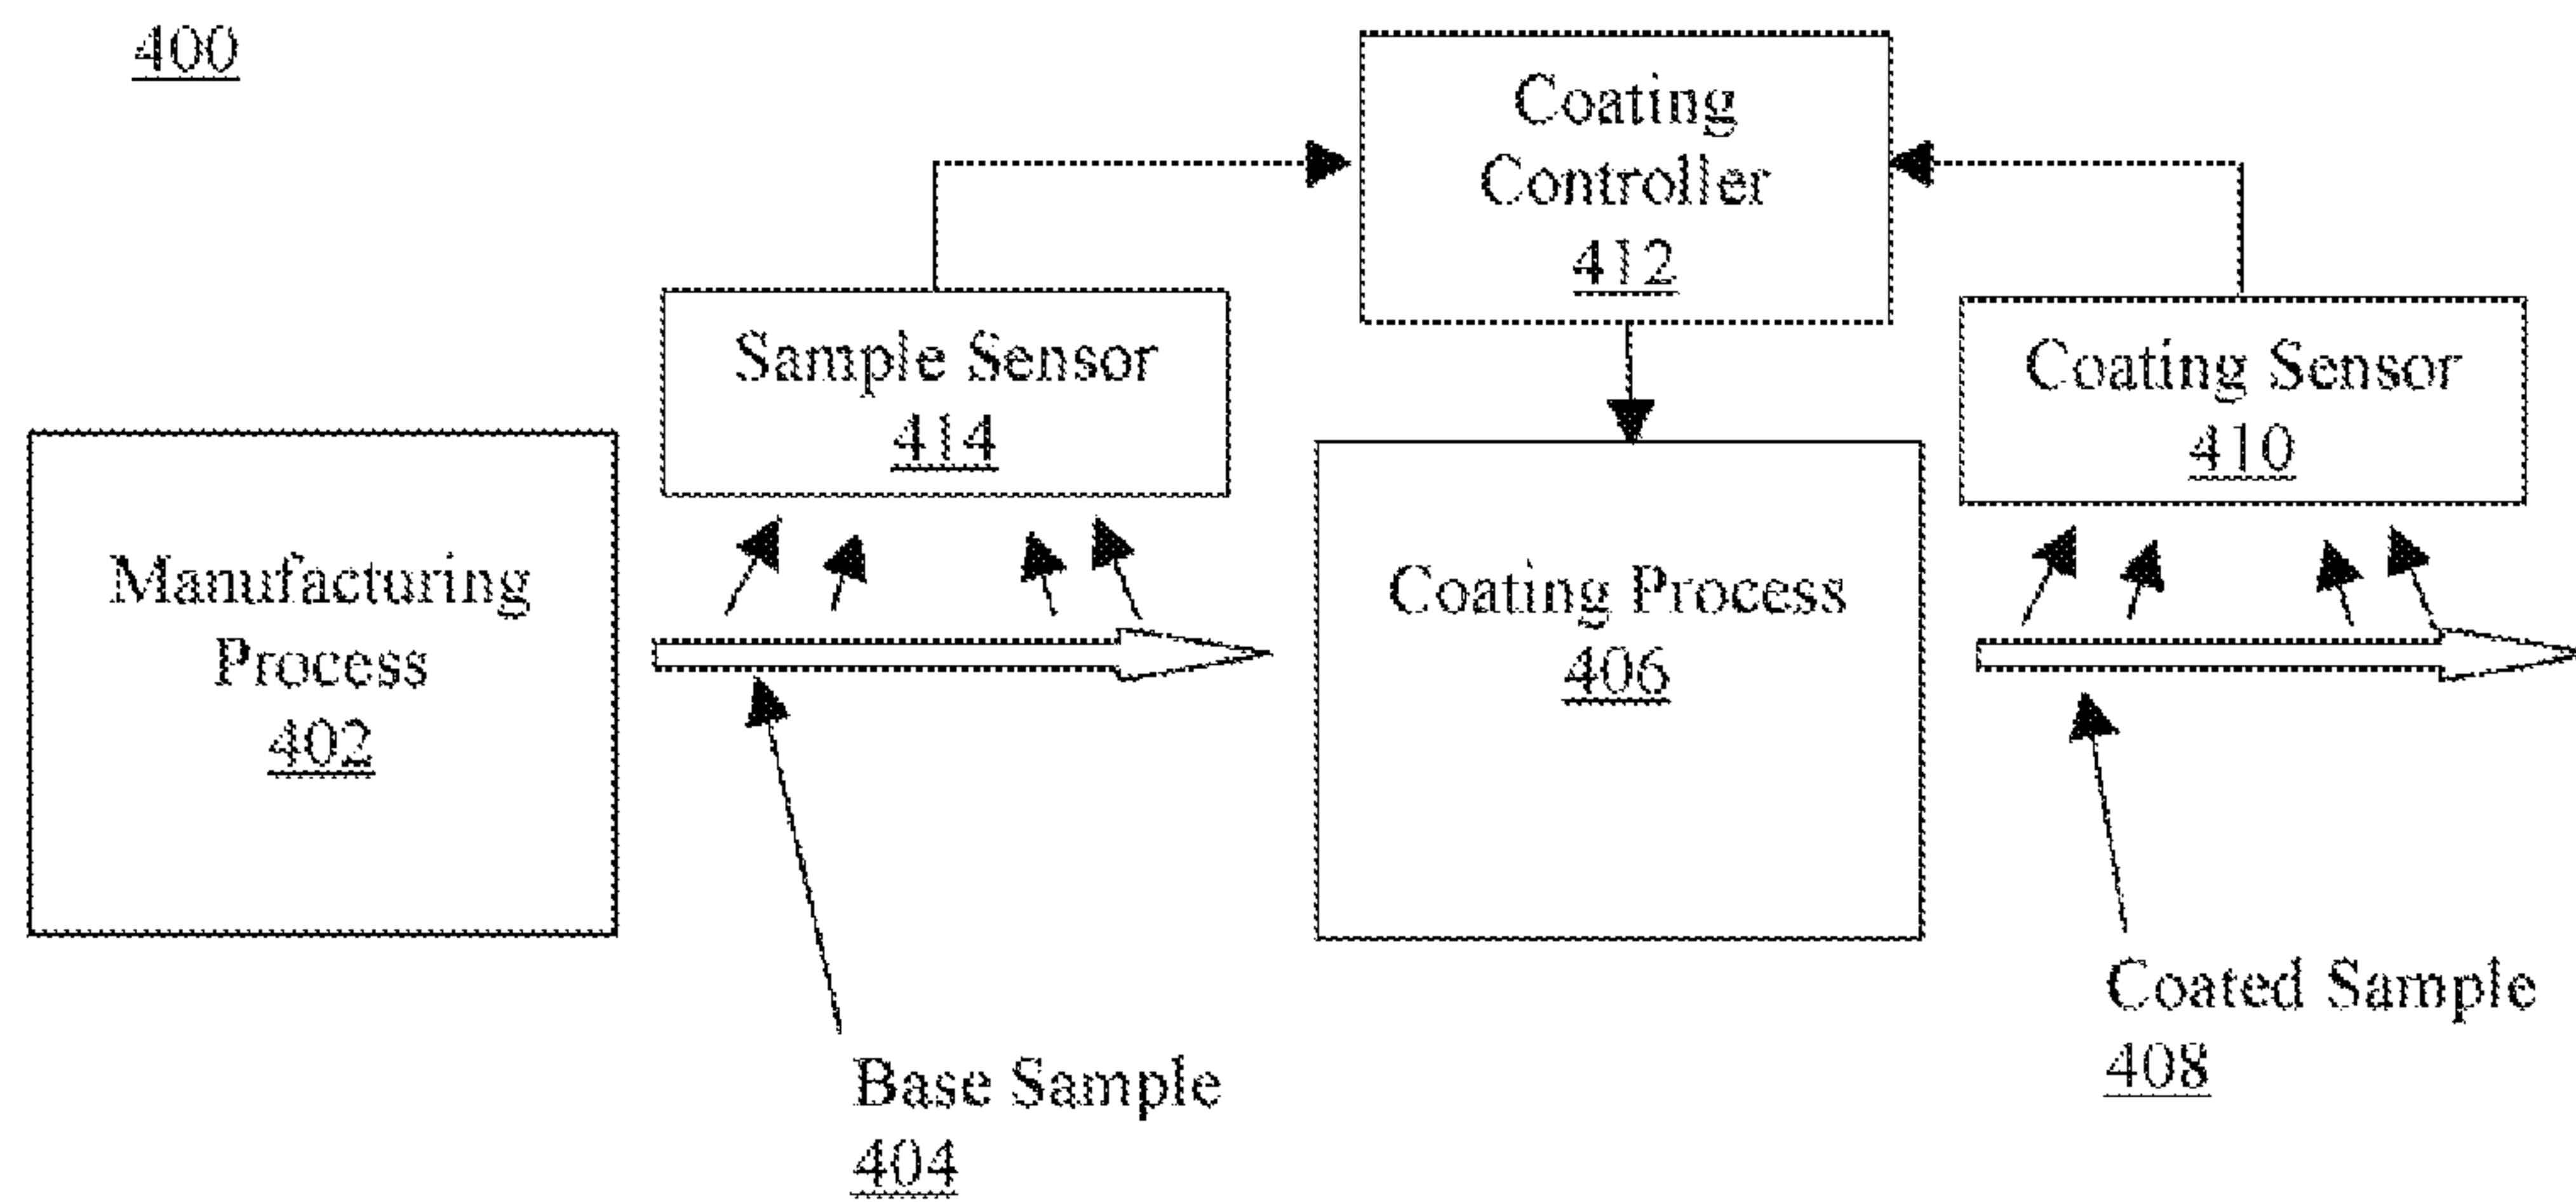 400
Coating
Controller
412
Sample Sensor
414
Coating Sensor
410
Manufacturing
Process
402
Coating Process
406
Base Sample
404
Coated Sample
408